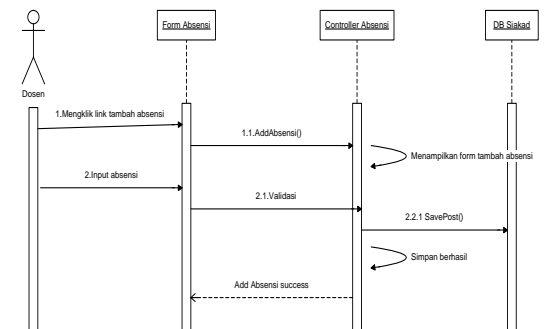 Form Absensi
Controller Absensi
DB Siakad
Dosen
1.Mengklik link tambah absensi
1.1.AddAbsensi()
Menampilkan form tambah absensi
2.Input absensi
2.1.Validasi
2.2.1 SavePost()
Simpan berhasil
Add Absensi success